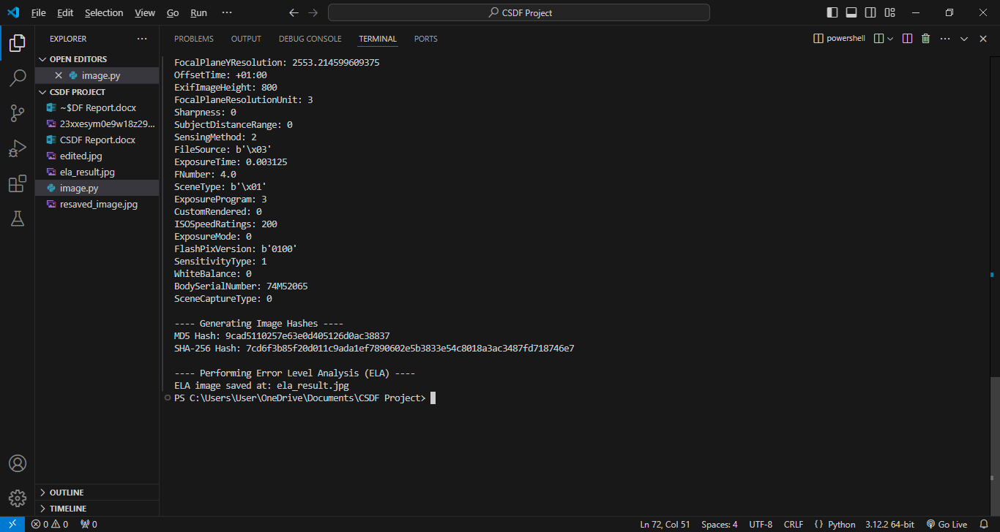 File Edit Selection View Go Run ···
CSDF Project
EXPLORER ···
OPEN EDITORS
image.py
CSDF PROJECT
~$DF Report.docx
23xxesym0e9w18z29...
CSDF Report.docx
edited.jpg
ela_result.jpg
image.py
resaved_image.jpg
OUTLINE
TIMELINE
PROBLEMS OUTPUT DEBUG CONSOLE TERMINAL PORTS
powershell
FocalPlaneYResolution: 2553.214599609375
OffsetTime: +01:00
ExifImageHeight: 800
FocalPlaneResolutionUnit: 3
Sharpness: 0
SubjectDistanceRange: 0
SensingMethod: 2
FileSource: b'\x03'
ExposureTime: 0.003125
FNumber: 4.0
SceneType: b'\x01'
ExposureProgram: 3
CustomRendered: 0
ISOSpeedRatings: 200
ExposureMode: 0
FlashPixVersion: b'0100'
SensitivityType: 1
WhiteBalance: 0
BodySerialNumber: 74M52065
SceneCaptureType: 0
---- Generating Image Hashes ----
MD5 Hash: 9cad5110257e63e0d405126d0ac38837
SHA-256 Hash: 7cd6f3b85f20d011c9ada1ef7890602e5b3833e54c8018a3ac3487fd718746e7
---- Performing Error Level Analysis (ELA) ----
ELA image saved at: ela_result.jpg
PS C:\Users\User\OneDrive\Documents\CSDF Project>
0 0 0
Ln 72, Col 51 Spaces: 4 UTF-8 CRLF { } Python 3.12.2 64-bit Go Live